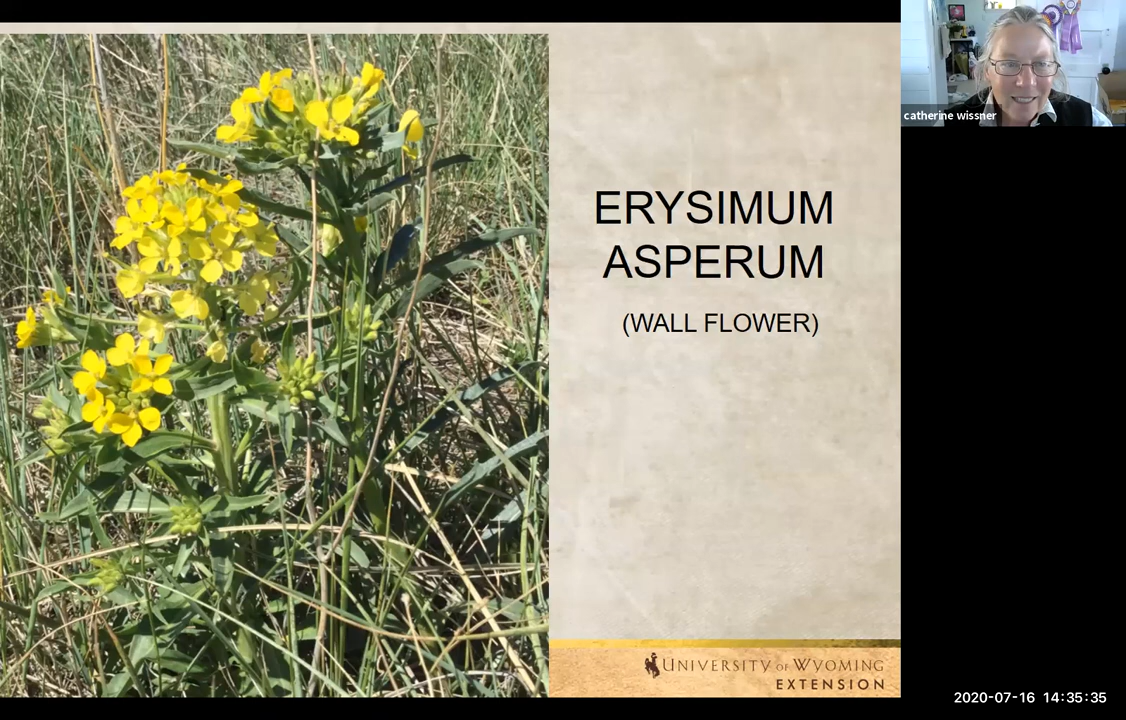 catherine wissner
ERYSIMUM
ASPERUM
(WALL FLOWER)
UNIVERSITY OF WYOMING
EXTENSION
2020-07-16 14:35:35